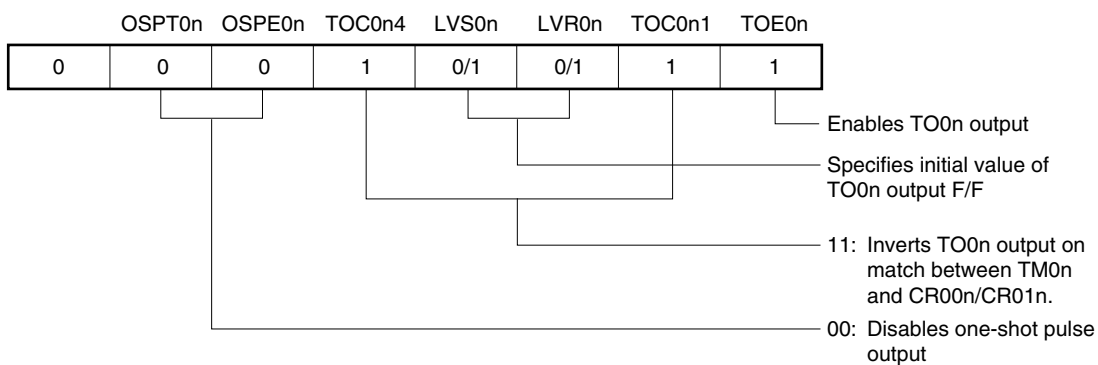 OSPT0n OSPE0n TOC0n4 LVS0n LVR0n TOC0n1 TOE0n
0 0 0 1 0/1 0/1 1 1
Enables TO0n output
Specifies initial value of
TO0n output F/F
11: Inverts TO0n output on
match between TM0n
and CR00n/CR01n.
00: Disables one-shot pulse
output